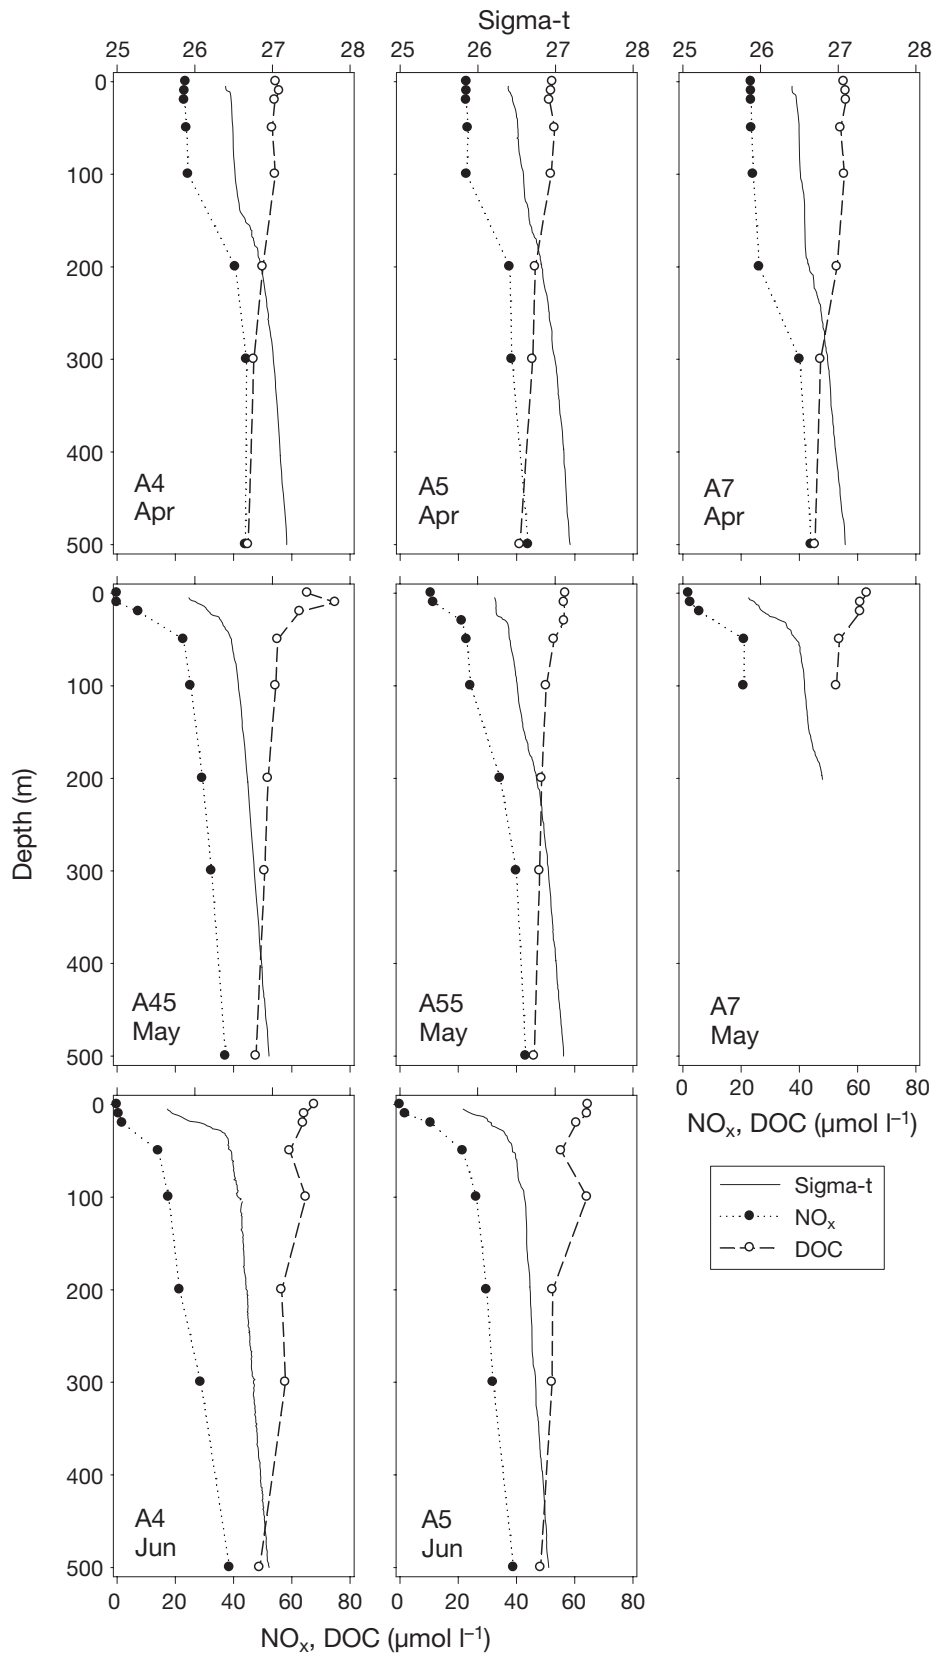 Sigma-t
25 26 27 28 25 26 27 28 25 26 27 28
0
100
200
300
400
500
A4
Apr
A5
Apr
A7
Apr
0
100
200
300
400
500
A45
May
A55
May
A7
May
Depth (m)
0 20 40 60 80
NOx, DOC (µmol l⁻¹)
Sigma-t
NOx
DOC
0
100
200
300
400
500
A4
Jun
A5
Jun
0 20 40 60 80 0 20 40 60 80
NOx, DOC (µmol l⁻¹)